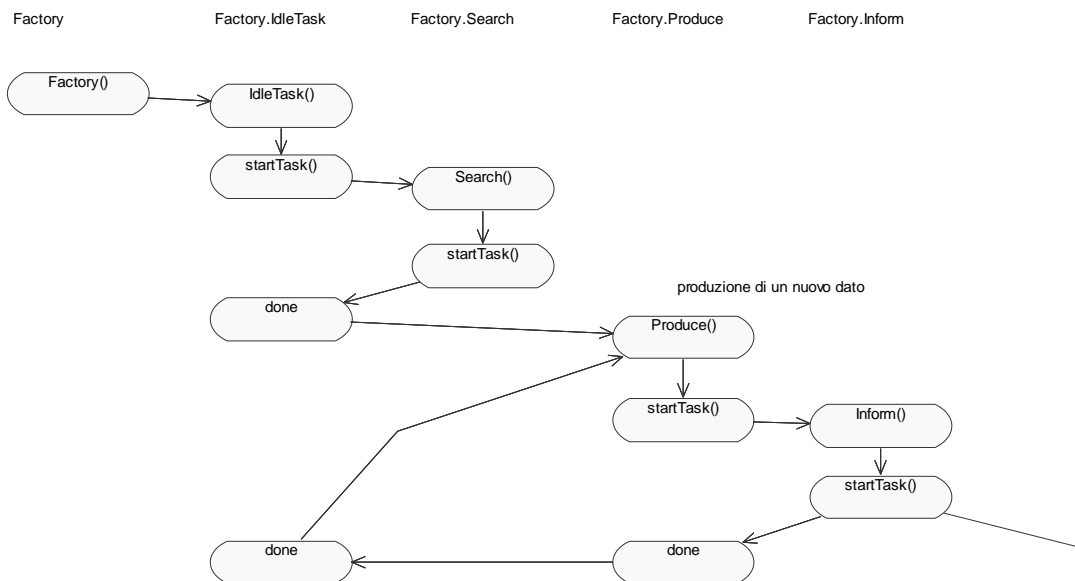 Factory
Factory.IdleTask
Factory.Search
Factory.Produce
Factory.Inform
Factory()
IdleTask()
startTask()
Search()
startTask()
done
produzione di un nuovo dato
Produce()
startTask()
Inform()
startTask()
done
done